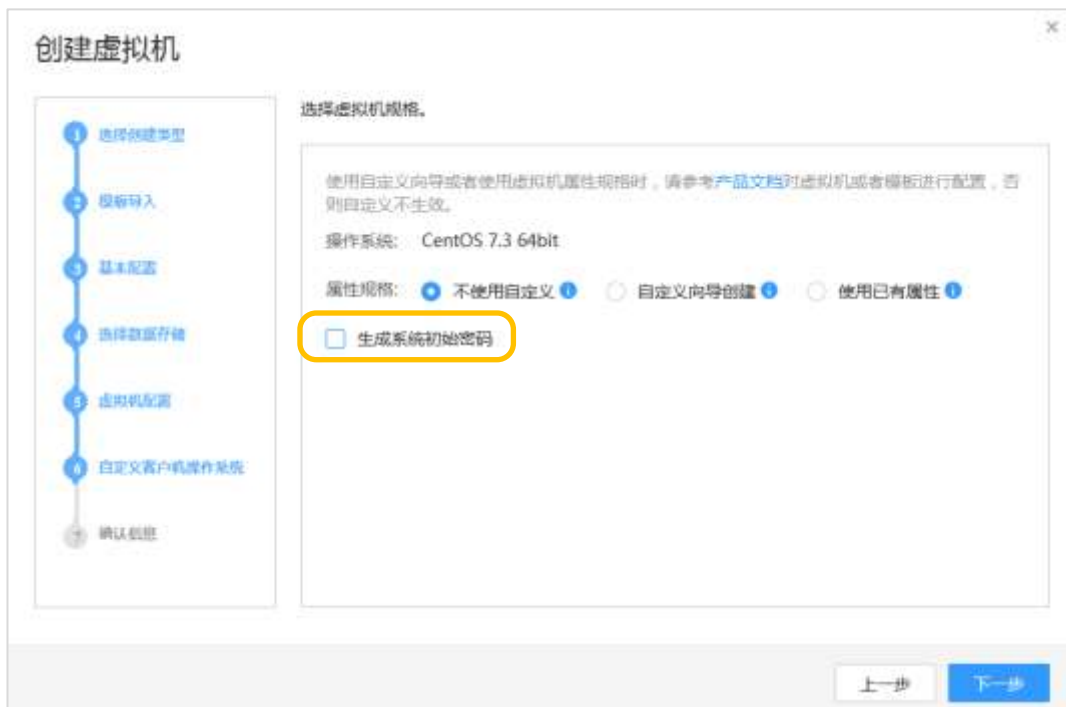 ×
创建虚拟机
1 选择创建类型
2 模板导入
3 基本配置
4 选择数据存储
5 虚拟机配置
6 自定义客户机操作系统
7 确认信息
选择虚拟机规格。
使用自定义向导或者使用虚拟机属性规格时，请参考产品文档对虚拟机或者模板进行配置，否
则自定义不生效。
操作系统: CentOS 7.3 64bit
属性规格: 不使用自定义 i 自定义向导创建 i 使用已有属性 i
生成系统初始密码
上一步 下一步